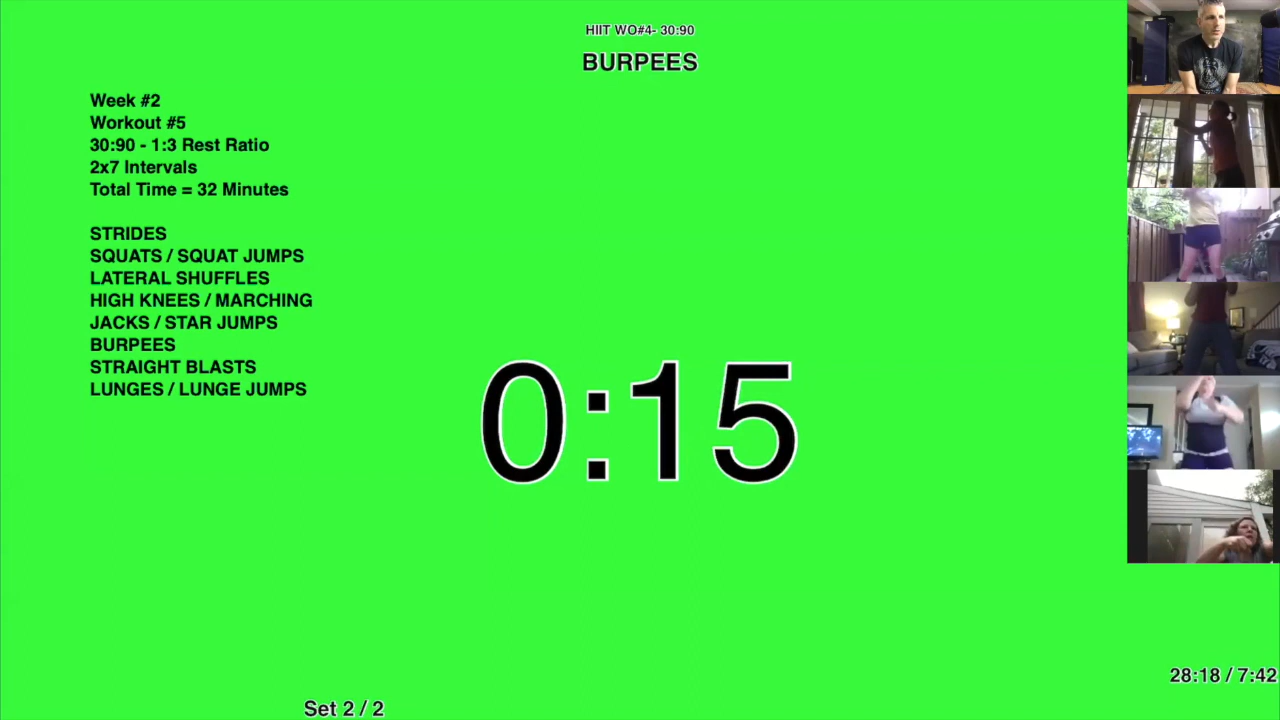 HIIT WO#4- 30:90
BURPEES
Week #2
Workout #5
30:90 - 1:3 Rest Ratio
2x7 Intervals
Total Time = 32 Minutes
STRIDES
SQUATS / SQUAT JUMPS
LATERAL SHUFFLES
HIGH KNEES / MARCHING
JACKS / STAR JUMPS
BURPEES
STRAIGHT BLASTS
LUNGES / LUNGE JUMPS
0:15
28:18 / 7:42
Set 2 / 2